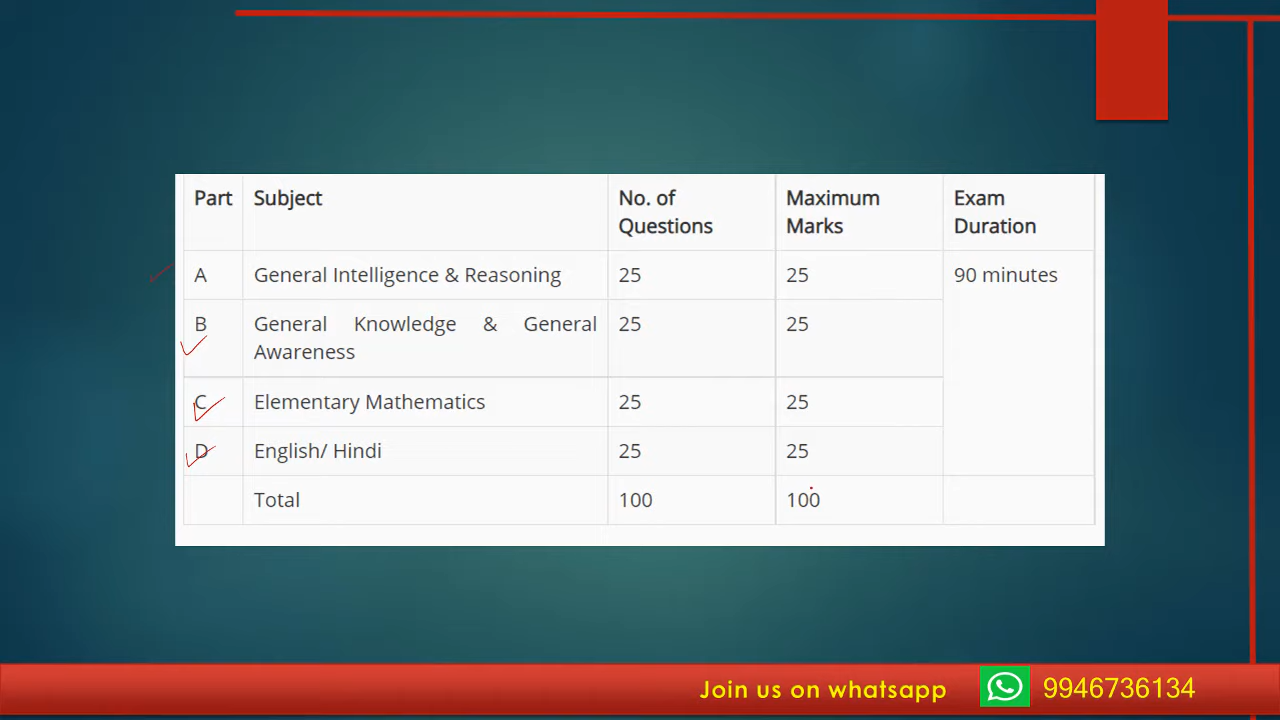 Part Subject No. of Questions Maximum Marks Exam Duration
A General Intelligence & Reasoning 25 25 90 minutes
B General Knowledge & General Awareness 25 25
C Elementary Mathematics 25 25
D English/ Hindi 25 25
Total 100 100
Join us on whatsapp 9946736134